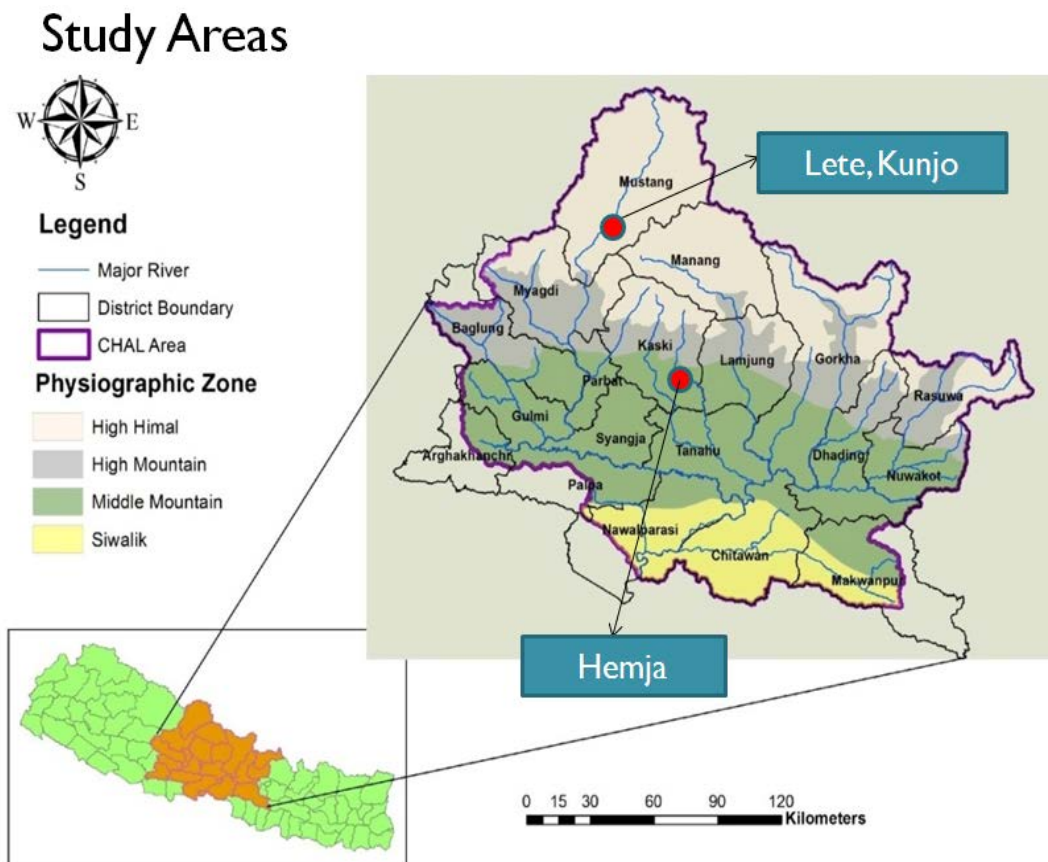 Study Areas
N
W E
S
Legend
Major River
District Boundary
CHAL Area
Physiographic Zone
High Himal
High Mountain
Middle Mountain
Siwalik
Lete, Kunjo
Mustang
Manang
Myagdi
Baglung
Kaski
Lamjung
Gorkha
Rasuwa
Parbat
Gulmi
Syangja
Tanahu
Dhading
Arghakhanchi
Nuwakot
Palpa
Nawalparasi
Chitawan
Makwanpur
Hemja
0 15 30 60 90 120
Kilometers